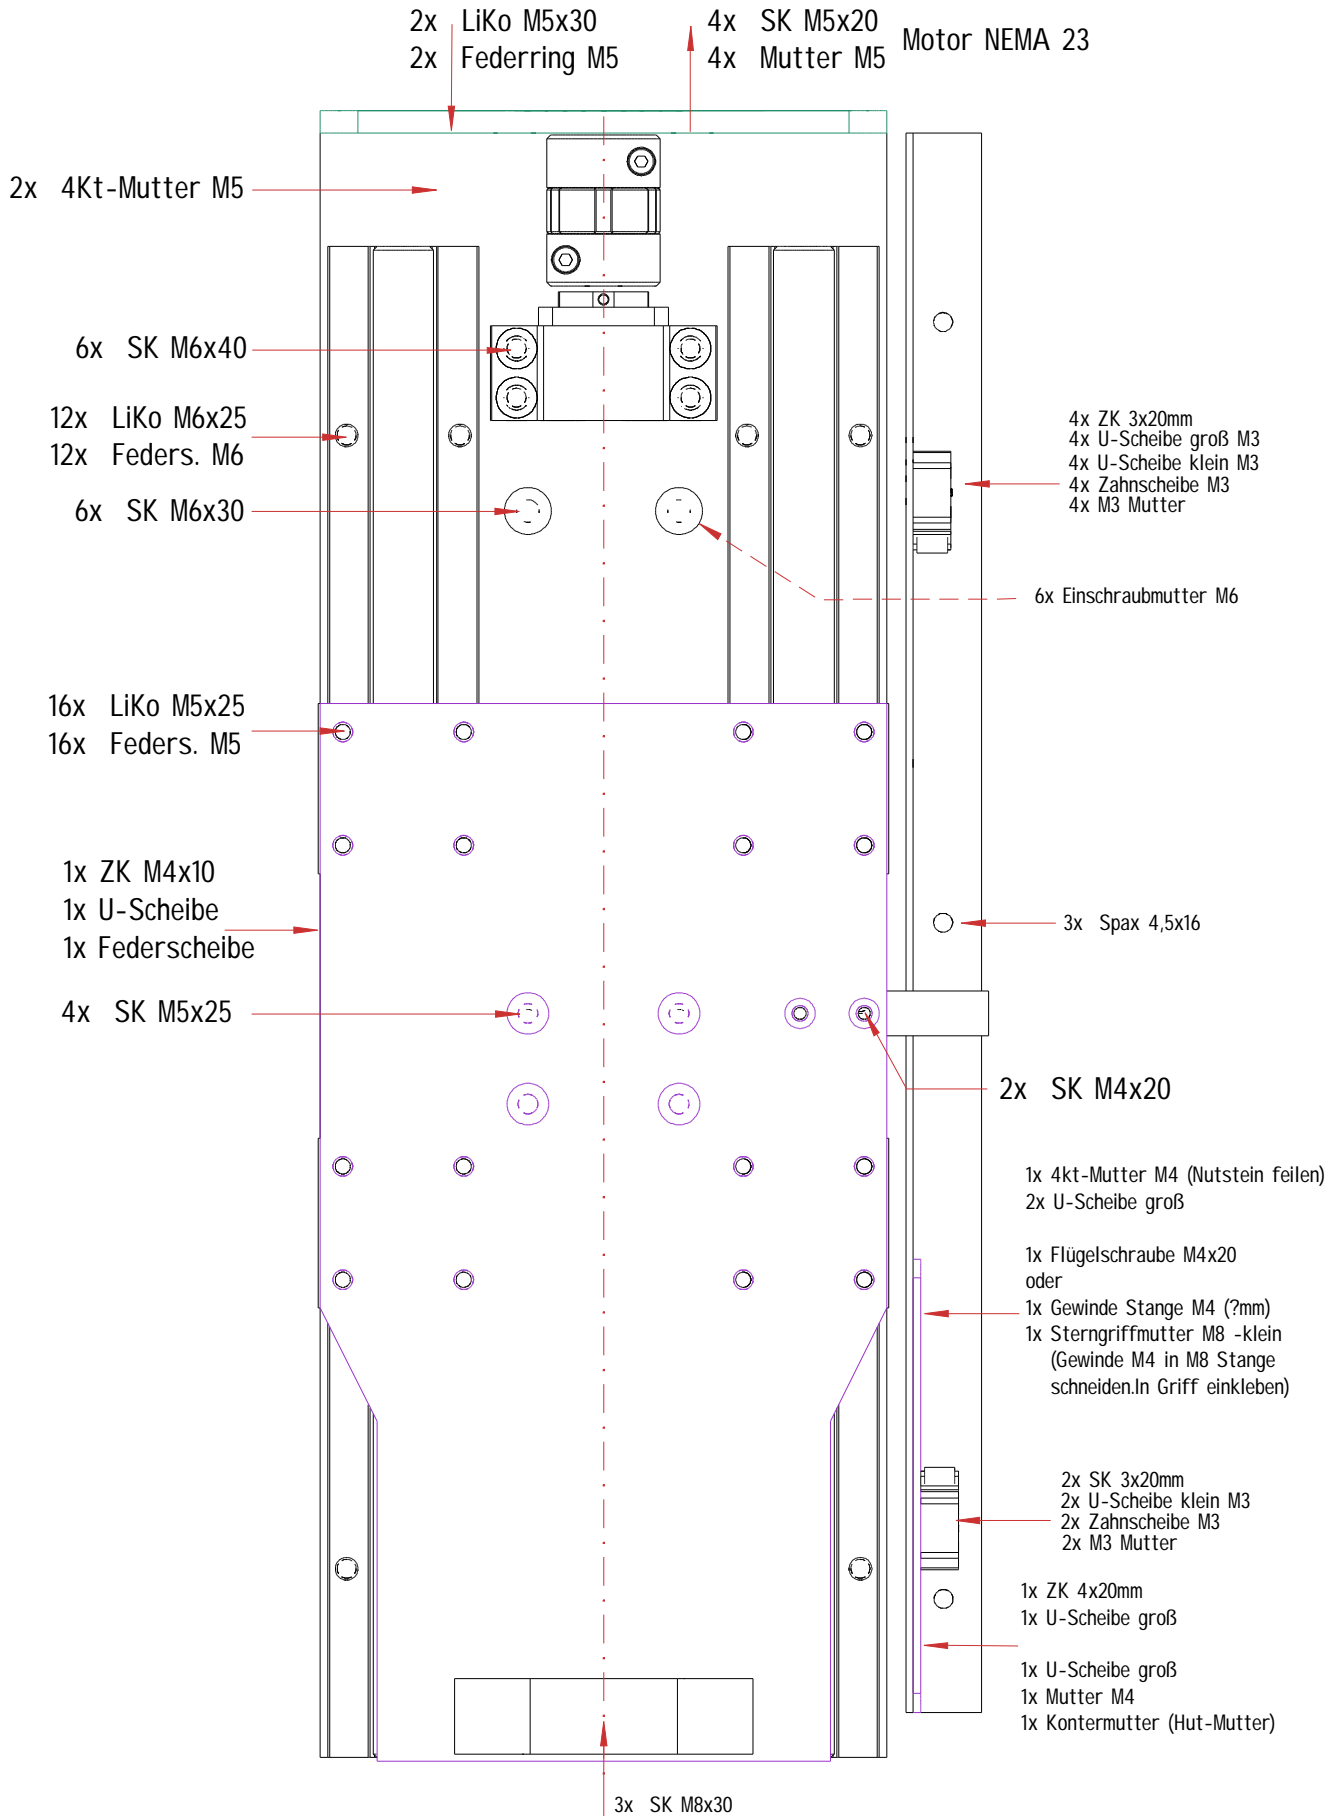 2x LiKo M5x30
2x Federring M5
4x SK M5x20
4x Mutter M5
Motor NEMA 23
2x 4Kt-Mutter M5
6x SK M6x40
12x LiKo M6x25
12x Feders. M6
6x SK M6x30
4x ZK 3x20mm
4x U-Scheibe groß M3
4x U-Scheibe klein M3
4x Zahnscheibe M3
4x M3 Mutter
6x Einschraubmutter M6
16x LiKo M5x25
16x Feders. M5
1x ZK M4x10
1x U-Scheibe
1x Federscheibe
3x Spax 4,5x16
4x SK M5x25
2x SK M4x20
1x 4kt-Mutter M4 (Nutstein feilen)
2x U-Scheibe groß
1x Flügelschraube M4x20
oder
1x Gewinde Stange M4 (?mm)
1x Sterngriffmutter M8 -klein
(Gewinde M4 in M8 Stange
schneiden.In Griff einkleben)
2x SK 3x20mm
2x U-Scheibe klein M3
2x Zahnscheibe M3
2x M3 Mutter
1x ZK 4x20mm
1x U-Scheibe groß
1x U-Scheibe groß
1x Mutter M4
1x Kontermutter (Hut-Mutter)
3x SK M8x30